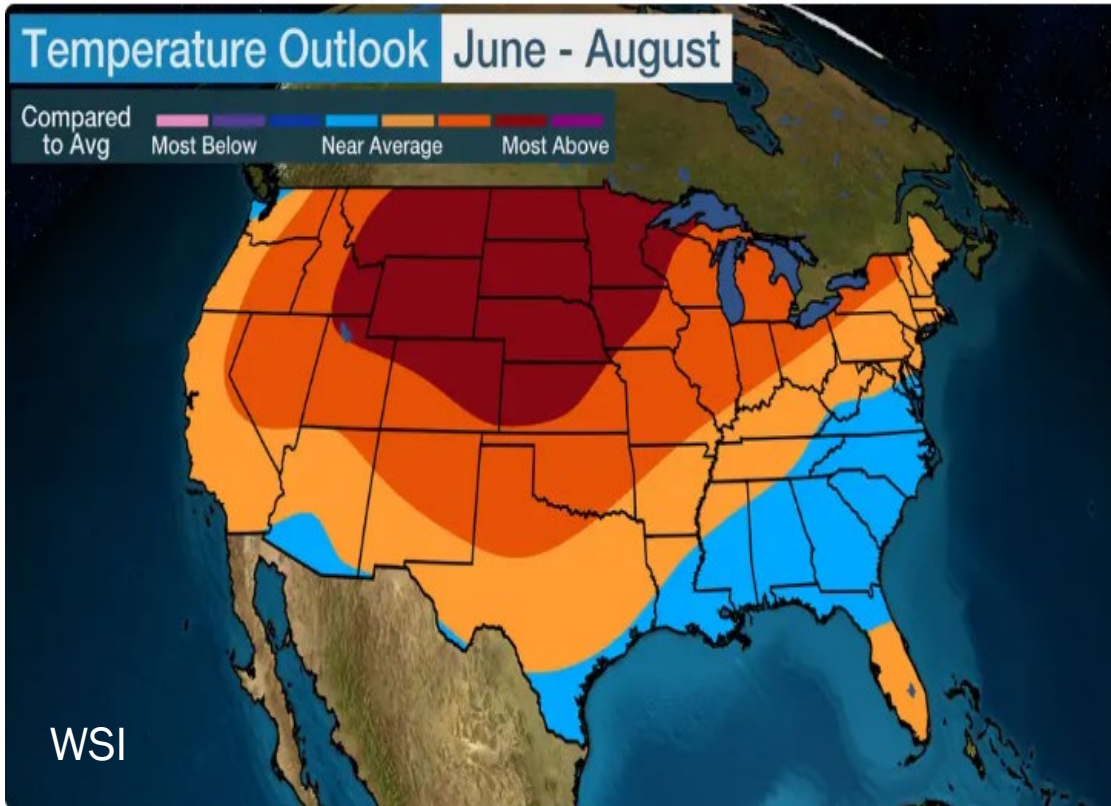 Temperature Outlook June - August
Compared
to Avg
Most Below Near Average Most Above
WSI